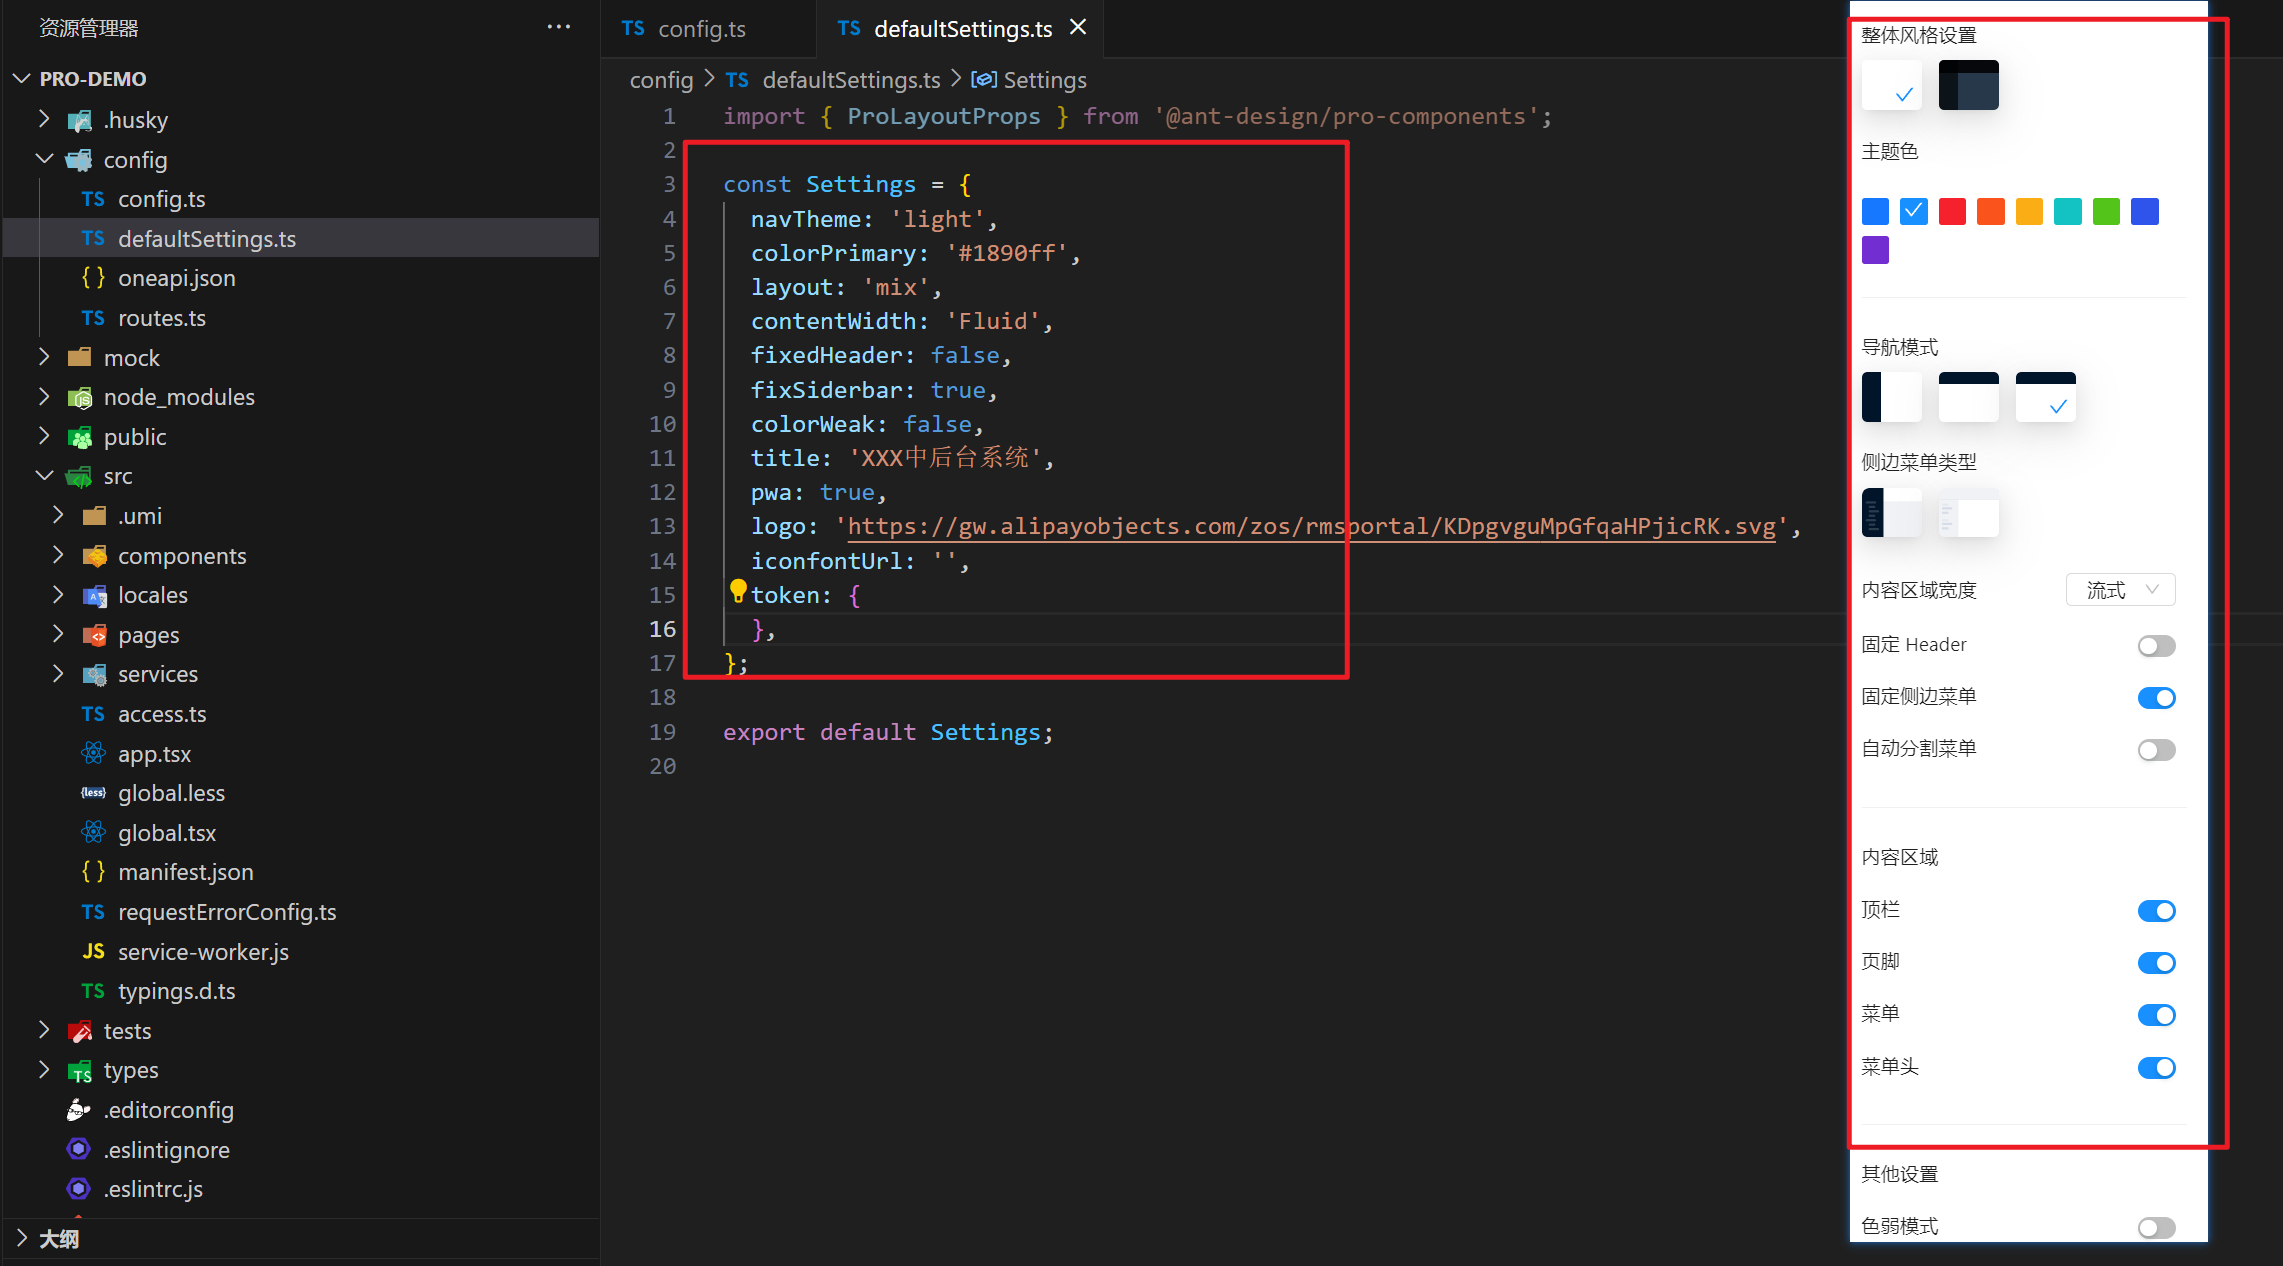 资源管理器
···
PRO-DEMO
.husky
config
TS config.ts
TS defaultSettings.ts
{} oneapi.json
TS routes.ts
mock
node_modules
public
src
.umi
components
locales
pages
services
TS access.ts
app.tsx
{less} global.less
global.tsx
{} manifest.json
TS requestErrorConfig.ts
JS service-worker.js
TS typings.d.ts
tests
types
.editorconfig
.eslintignore
.eslintrc.js
大纲
TS config.ts
TS defaultSettings.ts
config > TS defaultSettings.ts > Settings
1 import { ProLayoutProps } from '@ant-design/pro-components';
2
3 const Settings = {
4 navTheme: 'light',
5 colorPrimary: '#1890ff',
6 layout: 'mix',
7 contentWidth: 'Fluid',
8 fixedHeader: false,
9 fixSiderbar: true,
10 colorWeak: false,
11 title: 'XXX中后台系统',
12 pwa: true,
13 logo: 'https://gw.alipayobjects.com/zos/rmsportal/KDpgvguMpGfqaHPjicRK.svg',
14 iconfontUrl: '',
15 token: {
16 },
17 };
18
19 export default Settings;
20
整体风格设置
主题色
导航模式
侧边菜单类型
内容区域宽度 流式
固定 Header
固定侧边菜单
自动分割菜单
内容区域
顶栏
页脚
菜单
菜单头
其他设置
色弱模式